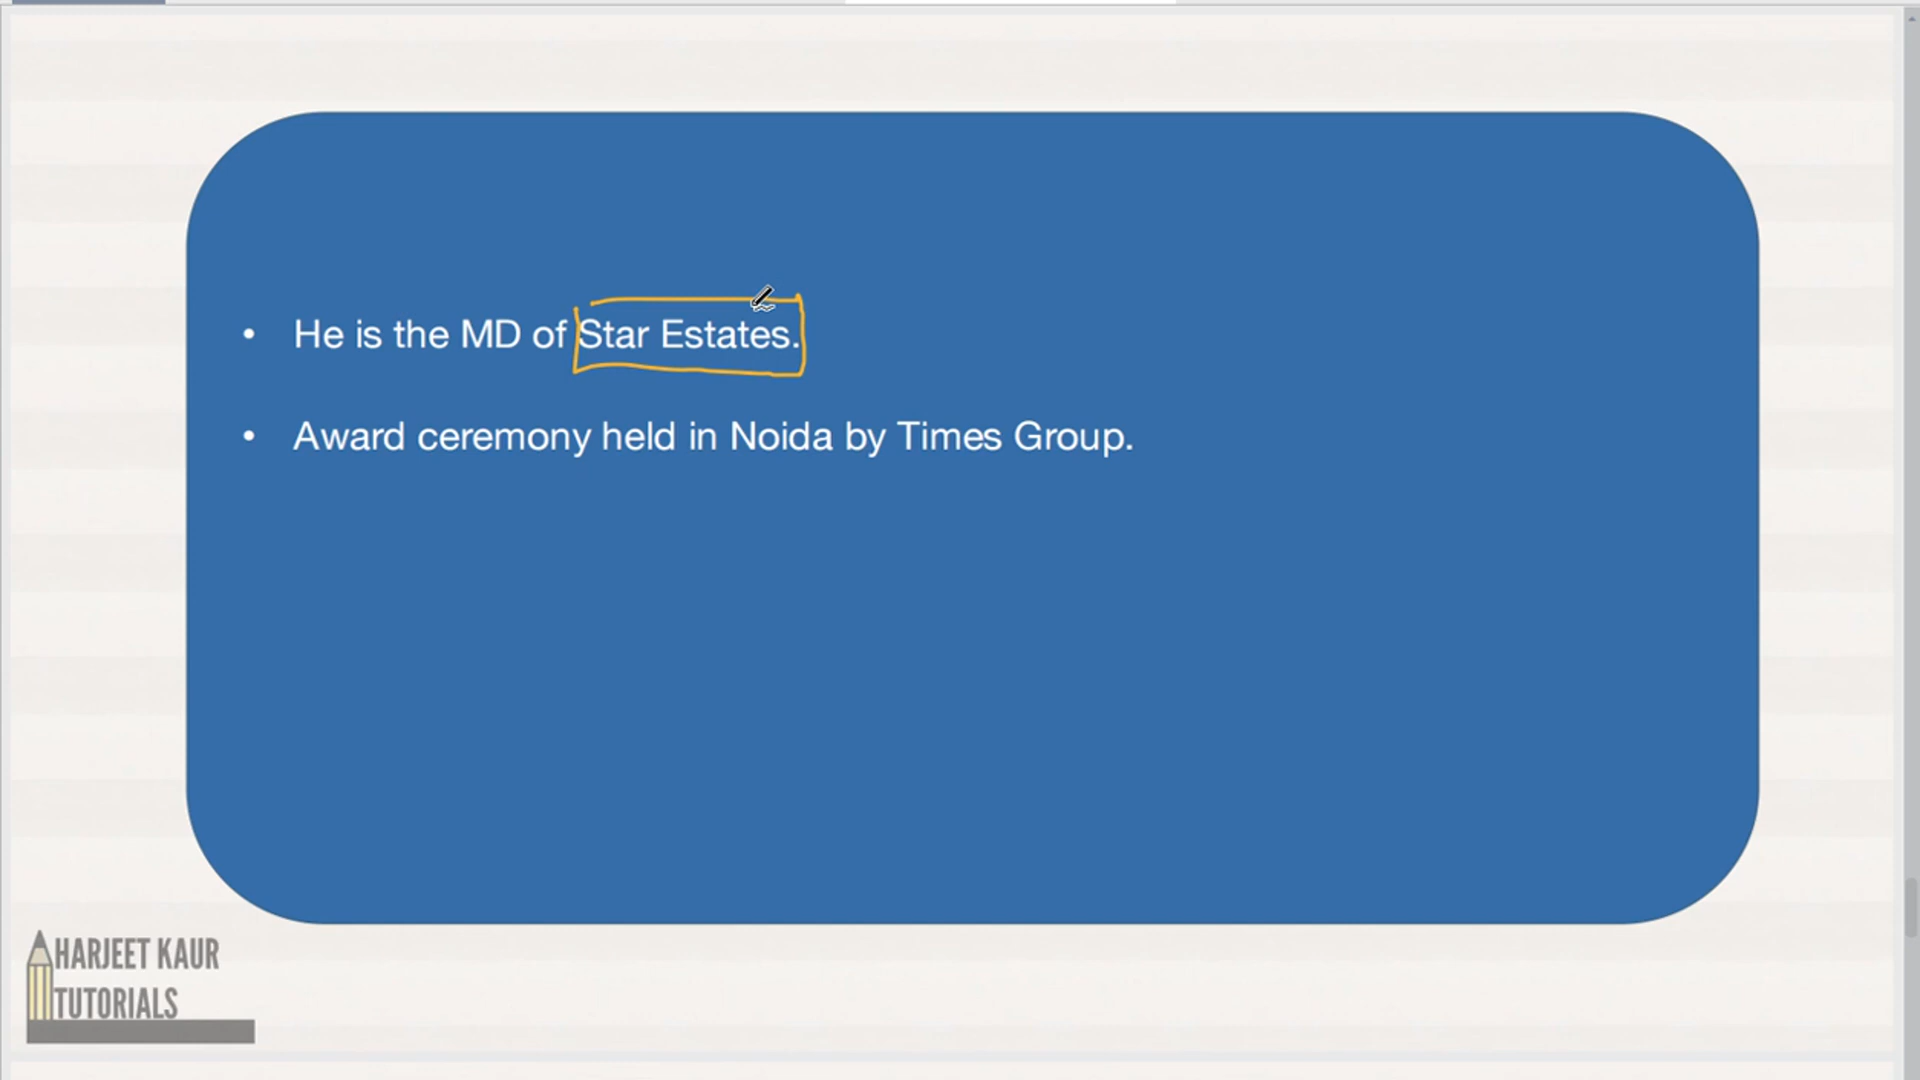 • He is the MD of Star Estates.
• Award ceremony held in Noida by Times Group.
HARJEET KAUR
TUTORIALS